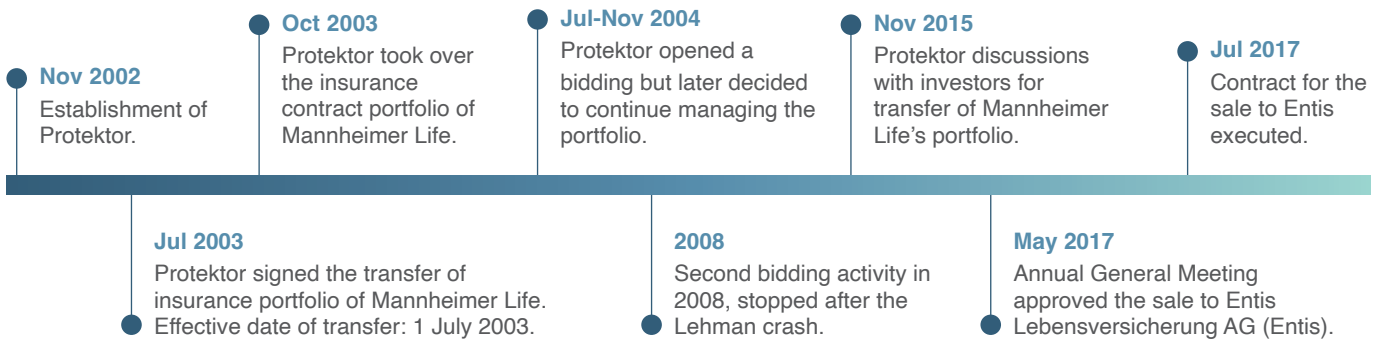 Nov 2002
Establishment of
Protektor.
Jul 2003
Protektor signed the transfer of
insurance portfolio of Mannheimer Life.
Effective date of transfer: 1 July 2003.
Oct 2003
Protektor took over
the insurance
contract portfolio of
Mannheimer Life.
Jul-Nov 2004
Protektor opened a
bidding but later decided
to continue managing the
portfolio.
2008
Second bidding activity in
2008, stopped after the
Lehman crash.
Nov 2015
Protektor discussions
with investors for
transfer of Mannheimer
Life’s portfolio.
May 2017
Annual General Meeting
approved the sale to Entis
Lebensversicherung AG (Entis).
Jul 2017
Contract for the
sale to Entis
executed.